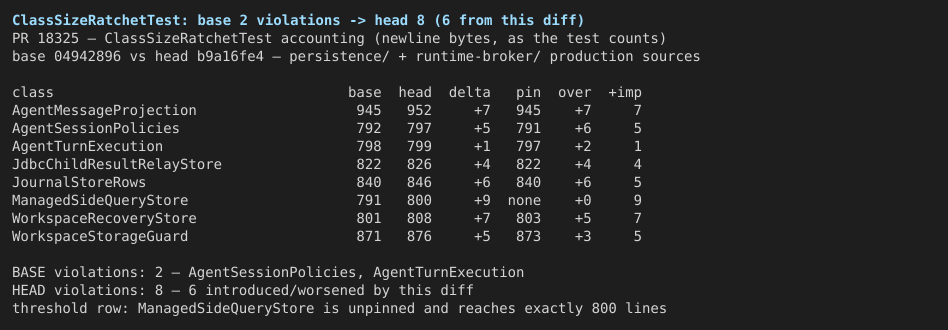 ClassSizeRatchetTest: base 2 violations -> head 8 (6 from this diff)
PR 18325 — ClassSizeRatchetTest accounting (newline bytes, as the test counts)
base 04942896 vs head b9a16fe4 — persistence/ + runtime-broker/ production sources
class base head delta pin over +imp
AgentMessageProjection 945 952 +7 945 +7 7
AgentSessionPolicies 792 797 +5 791 +6 5
AgentTurnExecution 798 799 +1 797 +2 1
JdbcChildResultRelayStore 822 826 +4 822 +4 4
JournalStoreRows 840 846 +6 840 +6 5
ManagedSideQueryStore 791 800 +9 none +0 9
WorkspaceRecoveryStore 801 808 +7 803 +5 7
WorkspaceStorageGuard 871 876 +5 873 +3 5
BASE violations: 2 — AgentSessionPolicies, AgentTurnExecution
HEAD violations: 8 — 6 introduced/worsened by this diff
threshold row: ManagedSideQueryStore is unpinned and reaches exactly 800 lines